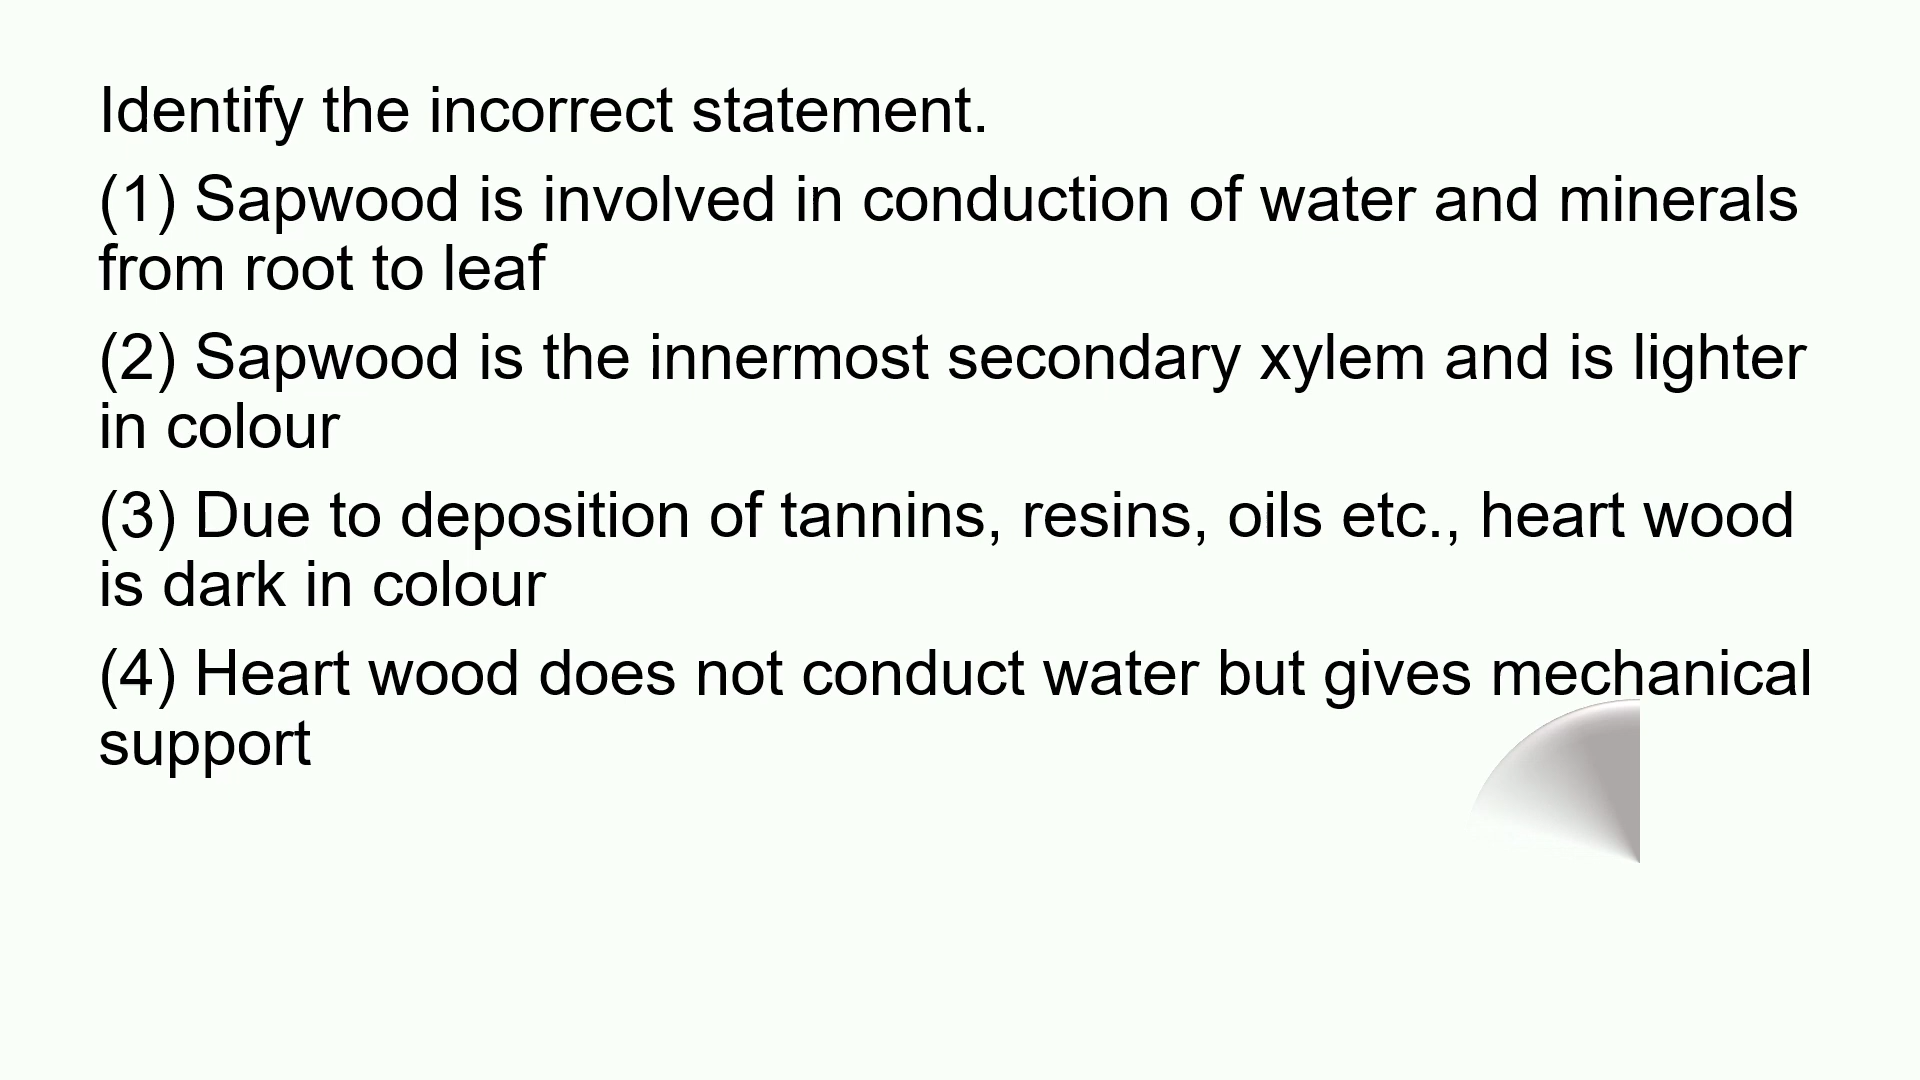 Identify the incorrect statement.
(1) Sapwood is involved in conduction of water and minerals
from root to leaf
(2) Sapwood is the innermost secondary xylem and is lighter
in colour
(3) Due to deposition of tannins, resins, oils etc., heart wood
is dark in colour
(4) Heart wood does not conduct water but gives mechanical
support